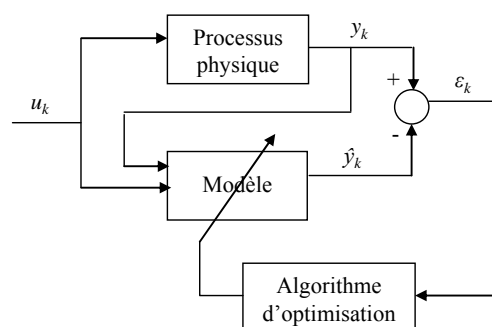 Processus
physique
y_k
+
ε_k
u_k
-
Modèle
ŷ_k
Algorithme
d’optimisation